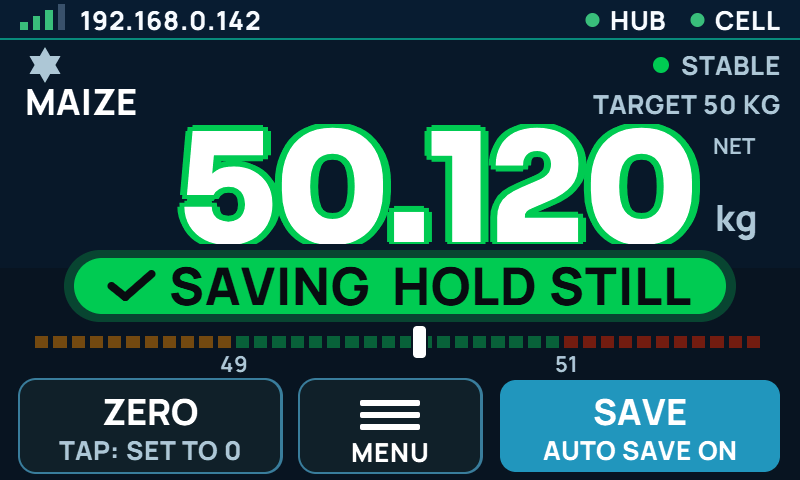 192.168.0.142
HUB
CELL
MAIZE
STABLE
TARGET 50 KG
50.120
NET
kg
SAVING HOLD STILL
49
51
ZERO
TAP: SET TO 0
MENU
SAVE
AUTO SAVE ON